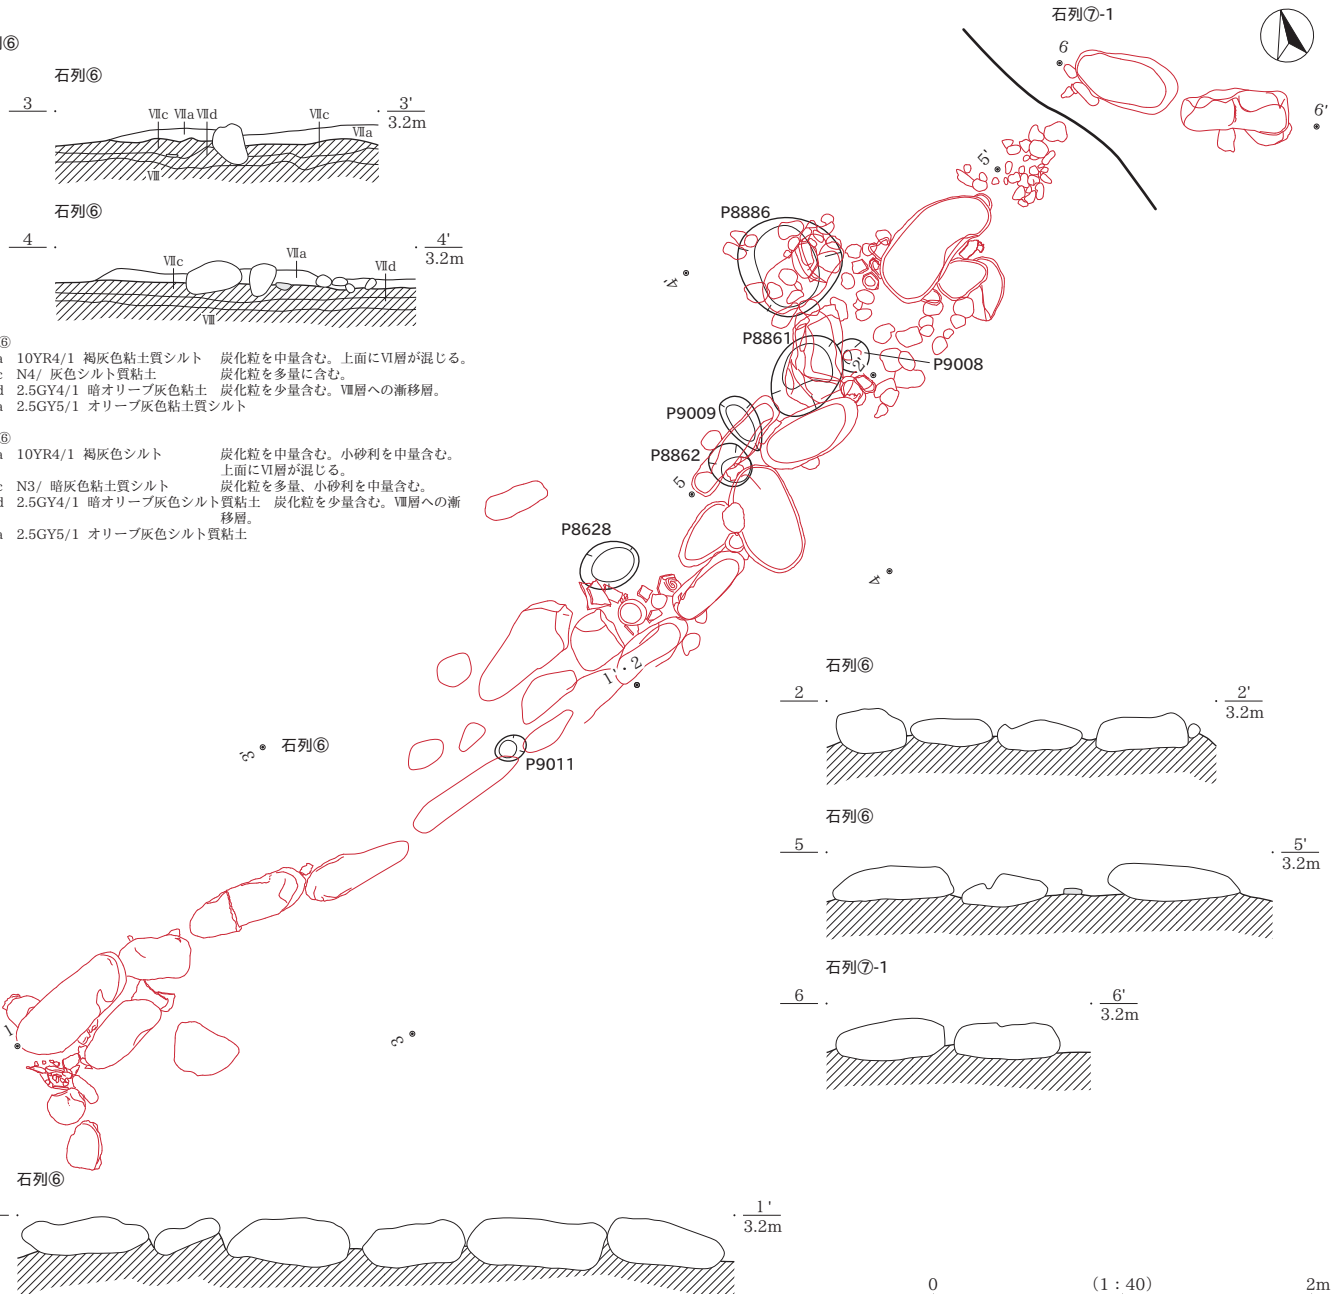 ⑥
石列⑥
3 3'
3.2m
Ⅶc Ⅶa Ⅶd Ⅶc Ⅶa
Ⅷ
石列⑥
4 4'
3.2m
Ⅶc Ⅶa Ⅶd
Ⅷ
⑥
a 10YR4/1 褐灰色粘土質シルト 炭化粒を中量含む。上面にⅥ層が混じる。
c N4/ 灰色シルト質粘土 炭化粒を多量に含む。
d 2.5GY4/1 暗オリーブ灰色粘土 炭化粒を少量含む。Ⅷ層への漸移層。
a 2.5GY5/1 オリーブ灰色粘土質シルト
⑥
a 10YR4/1 褐灰色シルト 炭化粒を中量含む。小砂利を中量含む。
上面にⅥ層が混じる。
c N3/ 暗灰色粘土質シルト 炭化粒を多量、小砂利を中量含む。
d 2.5GY4/1 暗オリーブ灰色シルト質粘土 炭化粒を少量含む。Ⅷ層への漸
移層。
a 2.5GY5/1 オリーブ灰色シルト質粘土
石列⑦-1
6
6'
5'
P8886
4'
P8861
2'
P9008
P9009
P8862
5
P8628
4
1'・2
3'
石列⑥
P9011
1
3
石列⑥
2 2'
3.2m
石列⑥
5 5'
3.2m
石列⑦-1
6 6'
3.2m
石列⑥
1'
3.2m
0 (1：40) 2m